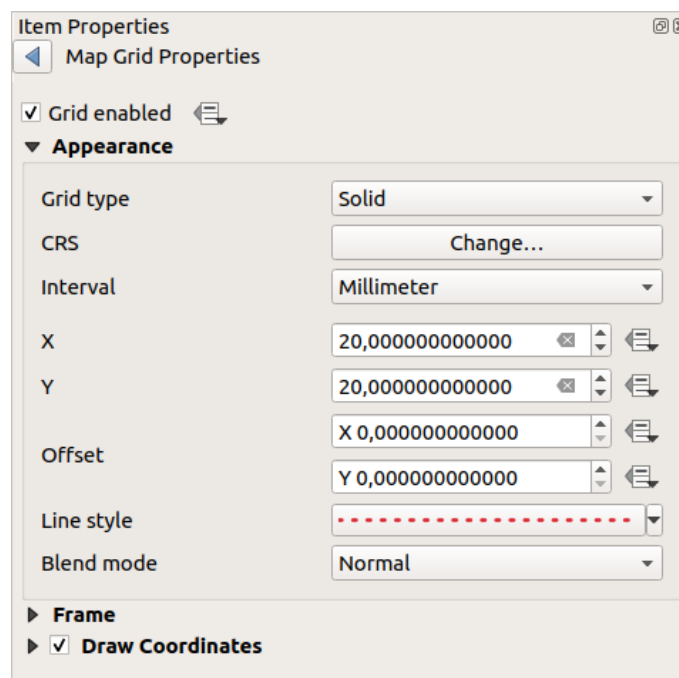 Item Properties
Map Grid Properties
Grid enabled
Appearance
Grid type Solid
CRS Change...
Interval Millimeter
X 20,000000000000
Y 20,000000000000
Offset X 0,000000000000
Y 0,000000000000
Line style
Blend mode Normal
Frame
Draw Coordinates